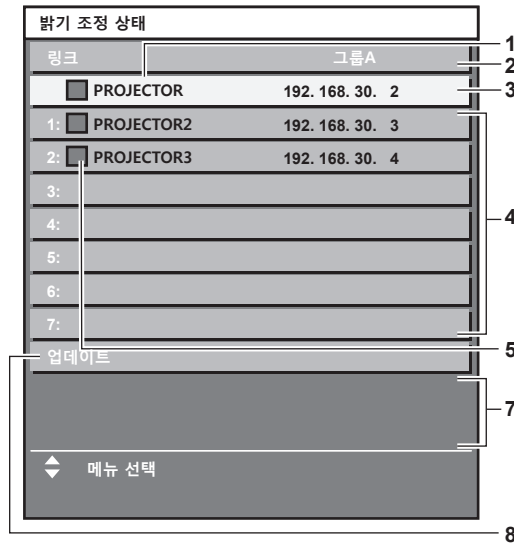 밝기 조정 상태
링크 그룹A
PROJECTOR 192. 168. 30. 2
1: PROJECTOR2 192. 168. 30. 3
2: PROJECTOR3 192. 168. 30. 4
3:
4:
5:
6:
7:
업데이트
메뉴 선택
1
2
3
4
5
7
8